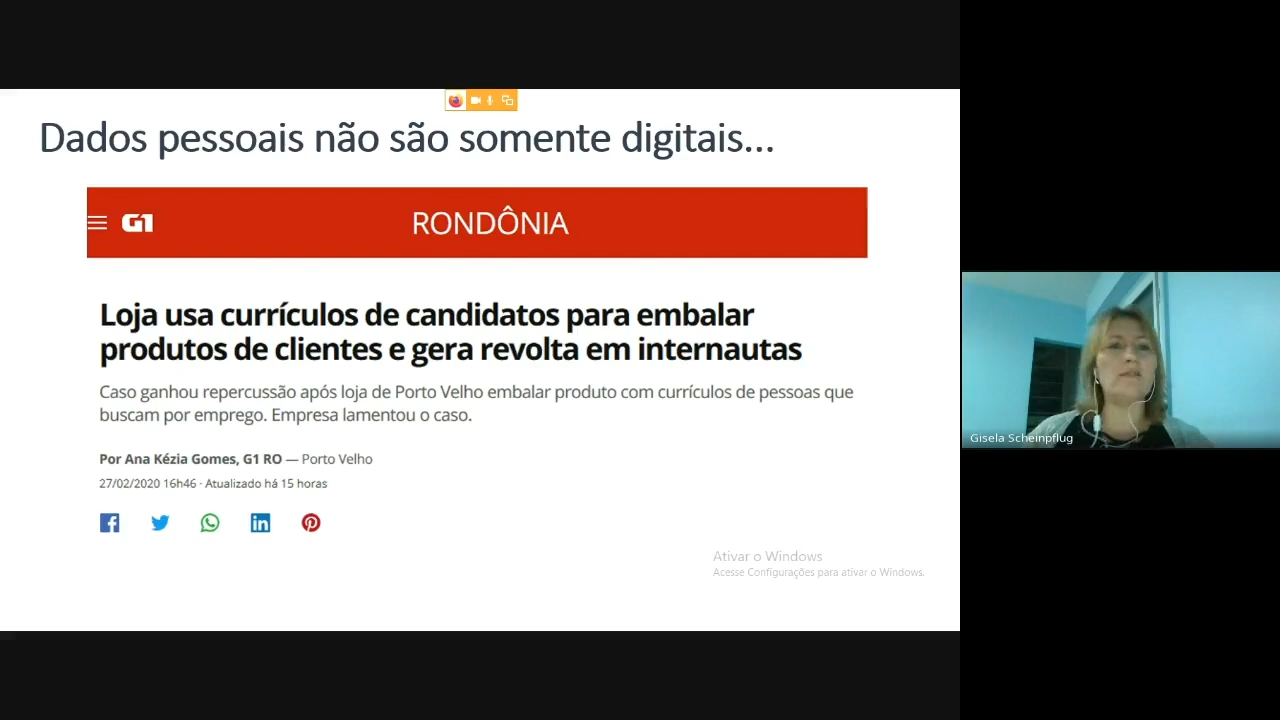 Dados pessoais não são somente digitais...
G1
RONDÔNIA
Loja usa currículos de candidatos para embalar
produtos de clientes e gera revolta em internautas
Caso ganhou repercussão após loja de Porto Velho embalar produto com currículos de pessoas que
buscam por emprego. Empresa lamentou o caso.
Por Ana Kézia Gomes, G1 RO — Porto Velho
27/02/2020 16h46 · Atualizado há 15 horas
Ativar o Windows
Acesse Configurações para ativar o Windows.
Gisela Scheinpflug